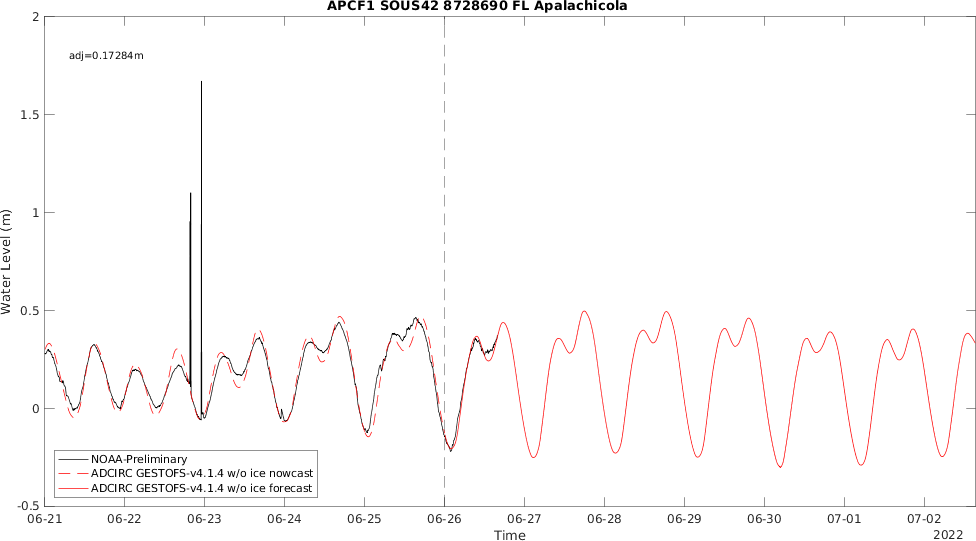 APCF1 SOUS42 8728690 FL Apalachicola
2
adj=0.17284m
1.5
1
Water Level (m)
0.5
0
NOAA-Preliminary
ADCIRC GESTOFS-v4.1.4 w/o ice nowcast
ADCIRC GESTOFS-v4.1.4 w/o ice forecast
-0.5
06-21 06-22 06-23 06-24 06-25 06-26 06-27 06-28 06-29 06-30 07-01 07-02
Time
2022